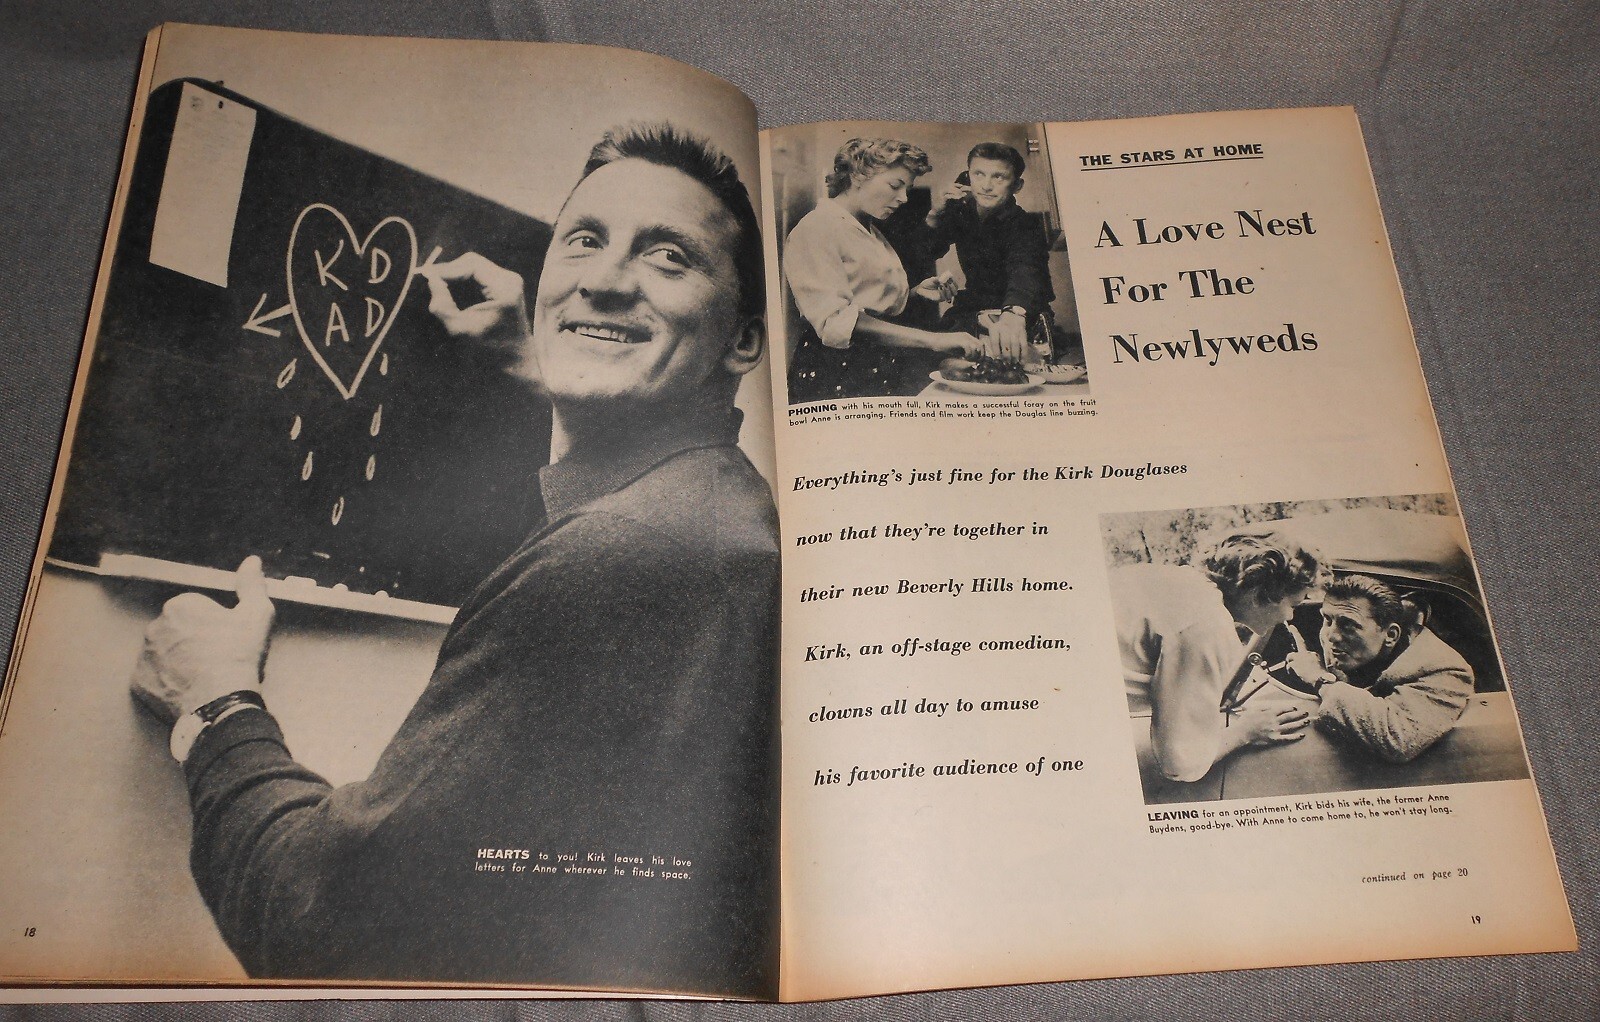 K D
A D
HEARTS to you! Kirk leaves his love
letters for Anne wherever he finds space.
18
THE STARS AT HOME
A Love Nest
For The
Newlyweds
PHONING with his mouth full, Kirk makes a successful foray on the fruit
bowl Anne is arranging. Friends and film work keep the Douglas line buzzing.
Everything's just fine for the Kirk Douglases
now that they're together in
their new Beverly Hills home.
Kirk, an off-stage comedian,
clowns all day to amuse
his favorite audience of one
LEAVING for an appointment, Kirk bids his wife, the former Anne
Buydens, good-bye. With Anne to come home to, he won't stay long.
continued on page 20
19